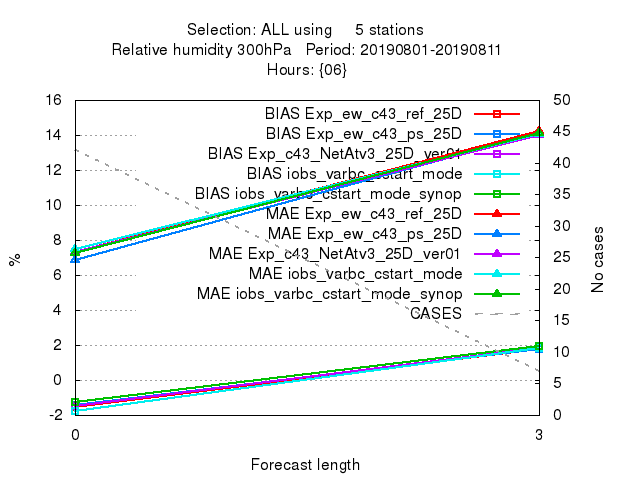 Selection: ALL using 5 stations
Relative humidity 300hPa Period: 20190801-20190811
Hours: {06}
16 50
14 45
12 40
10 35
8 30
6 25
4 20
2 15
0 10
-2 5
0
%
No cases
BIAS Exp_ew_c43_ref_25D
BIAS Exp_ew_c43_ps_25D
BIAS Exp_c43_NetAtv3_25D_ver01
BIAS iobs_varbc_cstart_mode
BIAS iobs_varbc_cstart_mode_synop
MAE Exp_ew_c43_ref_25D
MAE Exp_ew_c43_ps_25D
MAE Exp_c43_NetAtv3_25D_ver01
MAE iobs_varbc_cstart_mode
MAE iobs_varbc_cstart_mode_synop
CASES
0 3
Forecast length